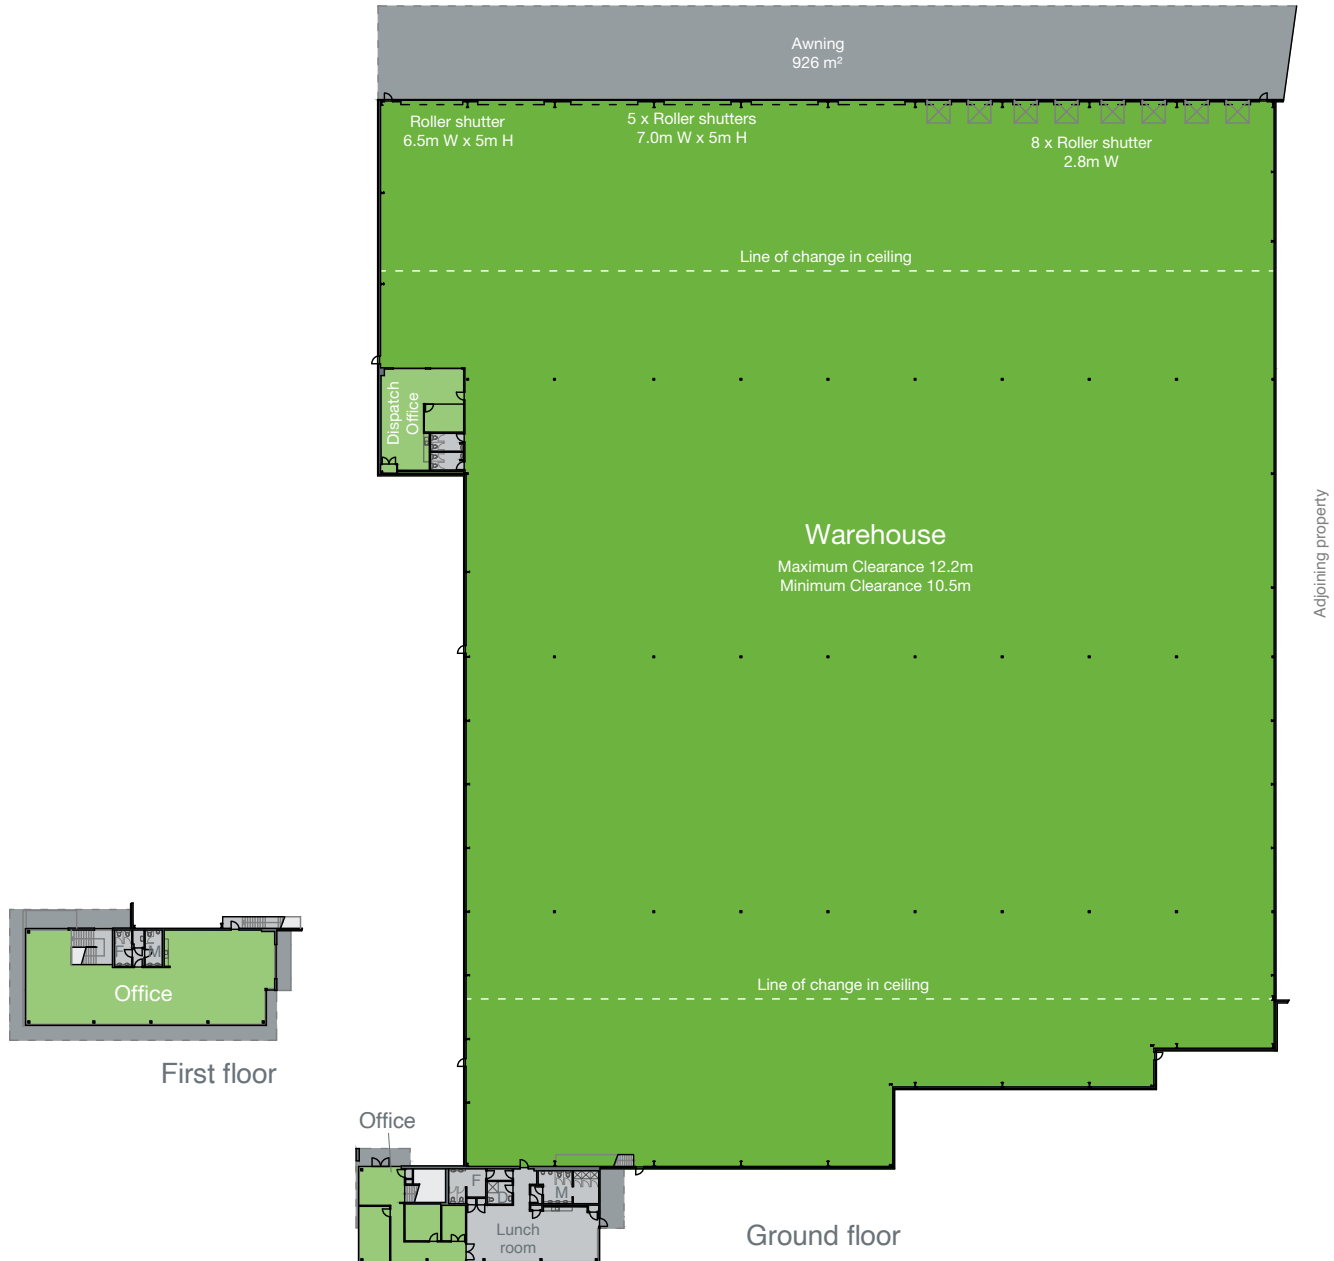 Awning
926 m²
Roller shutter
6.5m W x 5m H
5 x Roller shutters
7.0m W x 5m H
8 x Roller shutter
2.8m W
Line of change in ceiling
Dispatch
Office
Warehouse
Maximum Clearance 12.2m
Minimum Clearance 10.5m
Adjoining property
F
M
Office
First floor
Line of change in ceiling
Office
F
D
M
Lunch
room
Ground floor